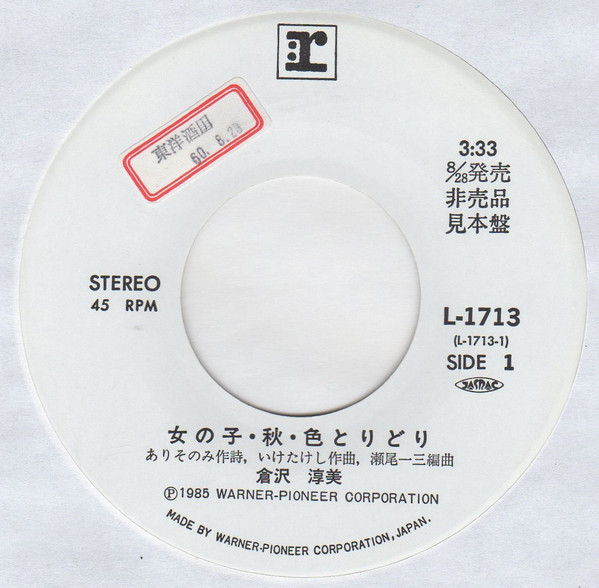 r
東洋酒田
60. 8. 29
3:33
8/28発売
非売品
見本盤
STEREO
45 RPM
L-1713
(L-1713-1)
SIDE 1
JASRAC
女の子・秋・色とりどり
ありそのみ作詩, いけたけし作曲, 瀬尾一三編曲
倉沢 淳美
Ⓟ1985 WARNER-PIONEER CORPORATION
MADE BY WARNER-PIONEER CORPORATION, JAPAN.